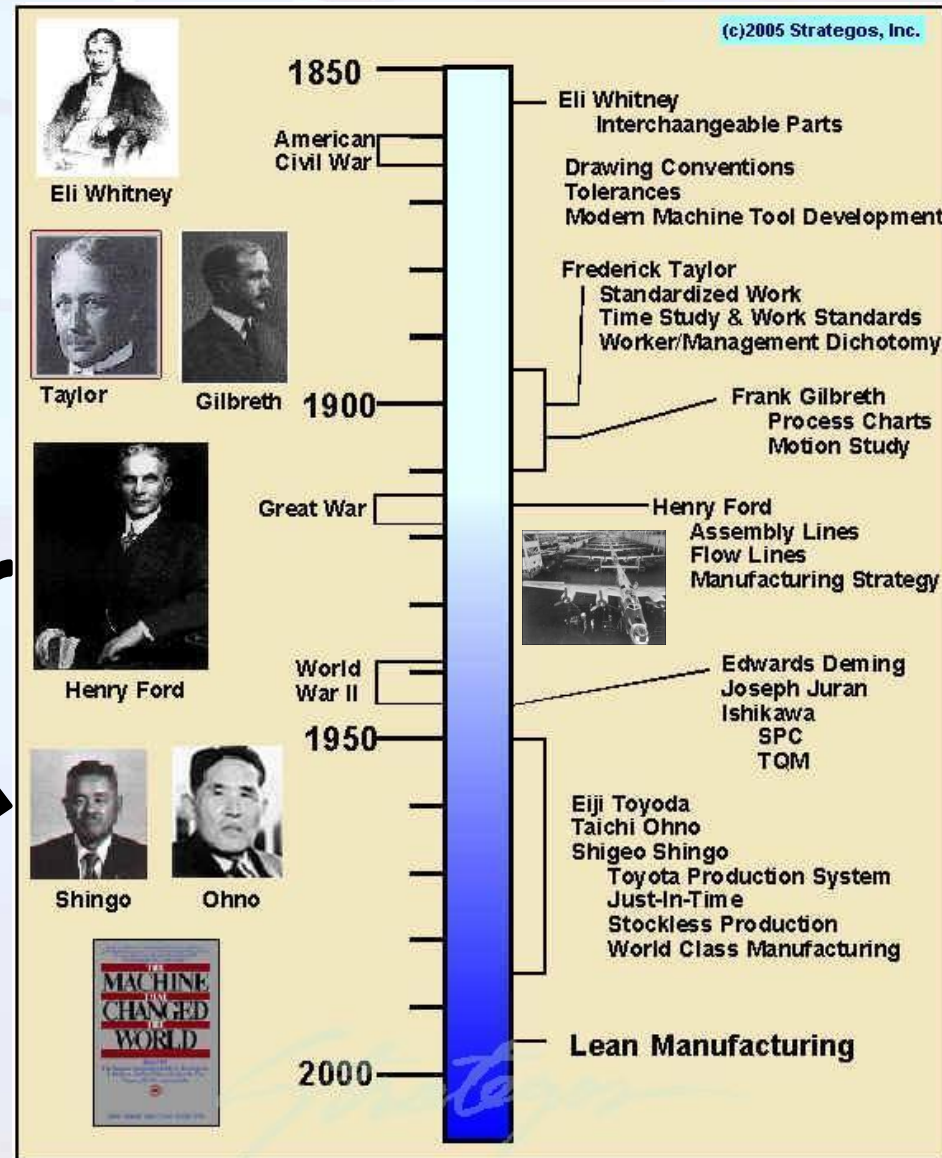 (c)2005 Strategos, Inc.
1850
Eli Whitney
Interchaangeable Parts
American
Civil War
Drawing Conventions
Tolerances
Modern Machine Tool Development
Eli Whitney
Frederick Taylor
Standardized Work
Time Study & Work Standards
Worker/Management Dichotomy
Taylor
Gilbreth
1900
Frank Gilbreth
Process Charts
Motion Study
Great War
Henry Ford
Assembly Lines
Flow Lines
Manufacturing Strategy
Henry Ford
World
War II
Edwards Deming
Joseph Juran
Ishikawa
SPC
TQM
1950
Eiji Toyoda
Taichi Ohno
Shigeo Shingo
Toyota Production System
Just-In-Time
Stockless Production
World Class Manufacturing
Shingo
Ohno
THE
MACHINE
THAT
CHANGED
THE
WORLD
Lean Manufacturing
2000
Strategos